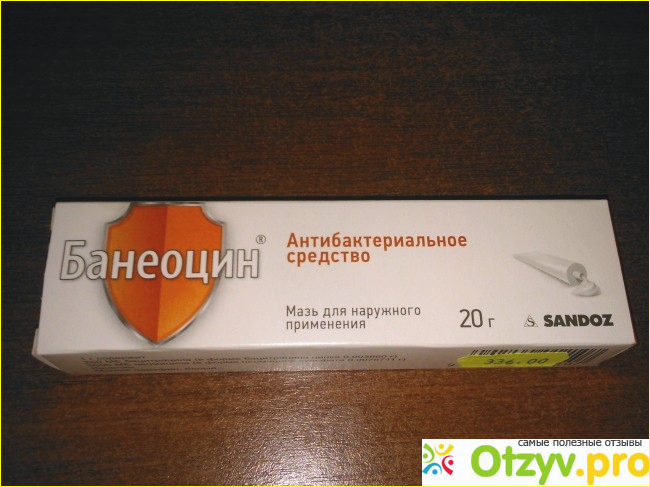 Банеоцин®
Антибактериальное
средство
Мазь для наружного
применения
20 г
SANDOZ
336.00
самые полезные отзывы
Otzyv.pro